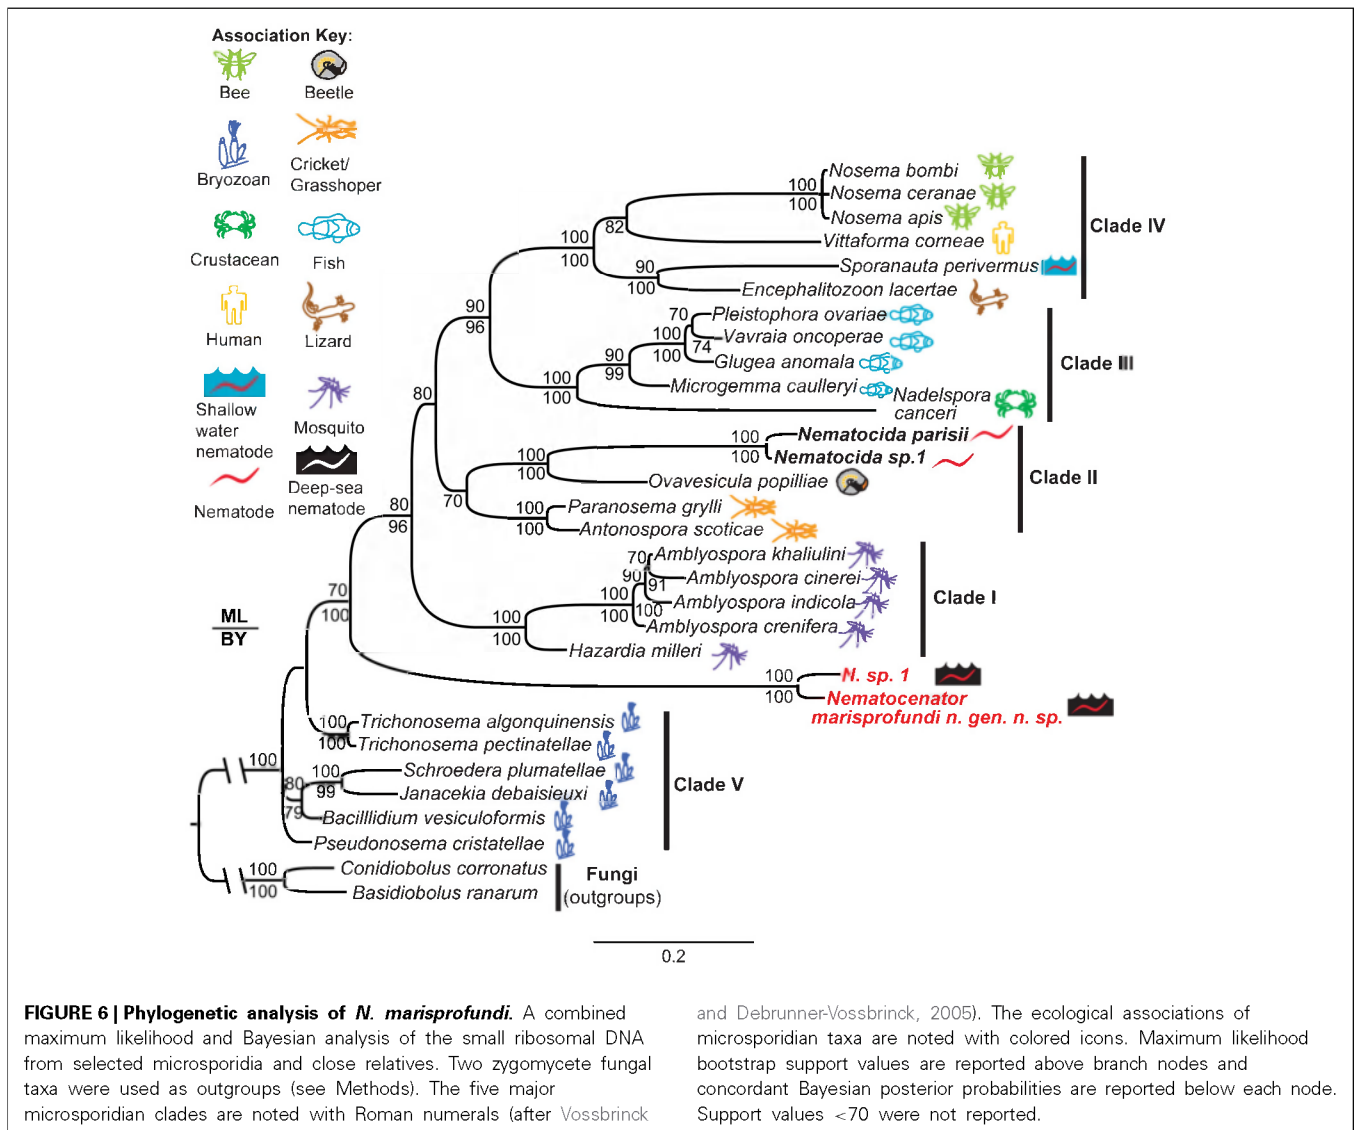 Association Key:
Bee
Beetle
Bryozoan
Cricket/
Grasshoper
Crustacean
Fish
Human
Lizard
Shallow
water
nematode
Mosquito
Nematode
Deep-sea
nematode
ML
BY
Nosema bombi
100
100
Nosema ceranae
Nosema apis
82
Vittaforma corneae
Clade IV
100
100
90
100
Sporanauta perivermus
Encephalitozoon lacertae
90
96
70
Pleistophora ovariae
100
100
74
Vavraia oncoperae
Glugea anomala
Clade III
90
99
Microgemma caulleryi
100
100
Nadelspora
canceri
80
100
100
Nematocida parisii
Nematocida sp.1
100
100
Ovavesicula popilliae
Clade II
70
100
100
Paranosema grylli
Antonospora scoticae
80
96
70
Amblyospora khaliulini
90
91
Amblyospora cinerei
100
100
100
Amblyospora indicola
Clade I
Amblyospora crenifera
100
100
Hazardia milleri
70
100
100
100
N. sp. 1
Nematocenator
marisprofundi n. gen. n. sp.
100
100
Trichonosema algonquinensis
Trichonosema pectinatellae
100
100
99
Schroedera plumatellae
Clade V
80
79
Janacekia debaisieuxi
Bacilllidium vesiculoformis
Pseudonosema cristatellae
100
100
Conidiobolus corronatus
Basidiobolus ranarum
Fungi
(outgroups)
0.2
FIGURE 6 | Phylogenetic analysis of N. marisprofundi. A combined
maximum likelihood and Bayesian analysis of the small ribosomal DNA
from selected microsporidia and close relatives. Two zygomycete fungal
taxa were used as outgroups (see Methods). The five major
microsporidian clades are noted with Roman numerals (after Vossbrinck
and Debrunner-Vossbrinck, 2005). The ecological associations of
microsporidian taxa are noted with colored icons. Maximum likelihood
bootstrap support values are reported above branch nodes and
concordant Bayesian posterior probabilities are reported below each node.
Support values <70 were not reported.